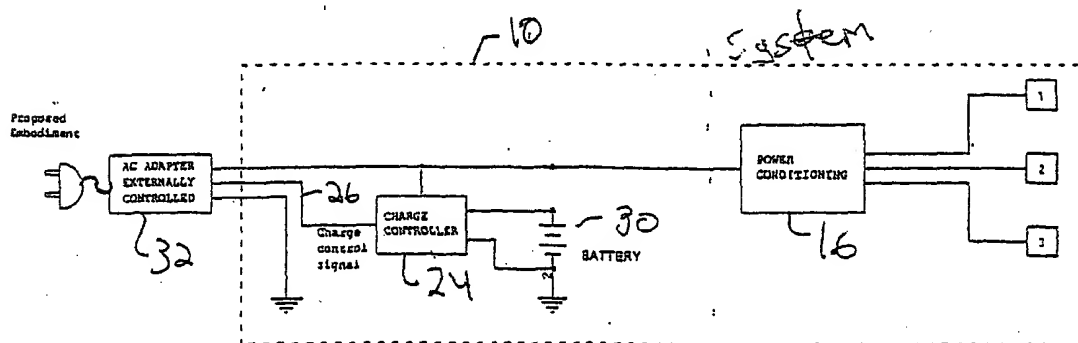 10
System
Proposed
Embodiment
AC ADAPTER
EXTERNALLY
CONTROLLED
32
26
Charge
control
signal
CHARGE
CONTROLLER
24
30
BATTERY
2
POWER
CONDITIONING
16
1
2
3